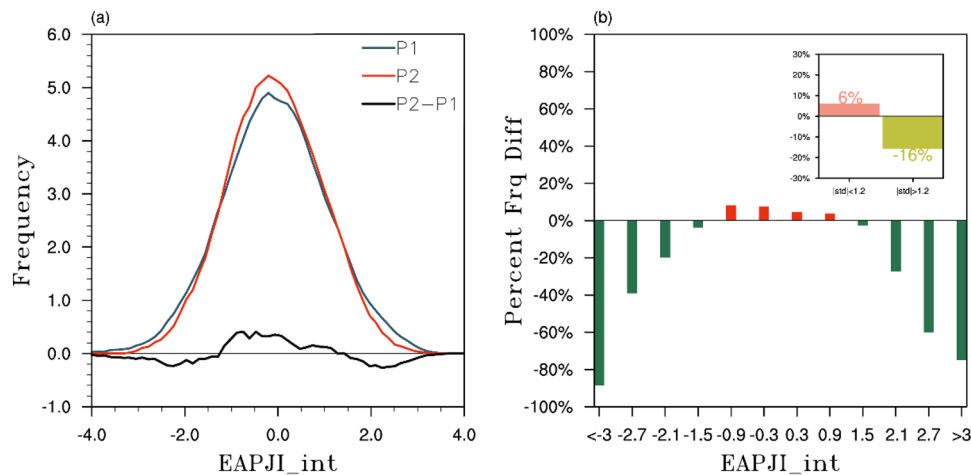 (a)
6.0
5.0
4.0
3.0
2.0
1.0
0.0
-1.0
Frequency
P1
P2
P2-P1
-4.0 -2.0 0.0 2.0 4.0
EAPJI_int
(b)
100%
80%
60%
40%
20%
0%
-20%
-40%
-60%
-80%
-100%
Percent Frq Diff
30%
20%
10%
0%
-10%
-20%
-30%
6%
-16%
|std|<1.2 |std|>1.2
<-3 -2.7 -2.1 -1.5 -0.9 -0.3 0.3 0.9 1.5 2.1 2.7 >3
EAPJI_int